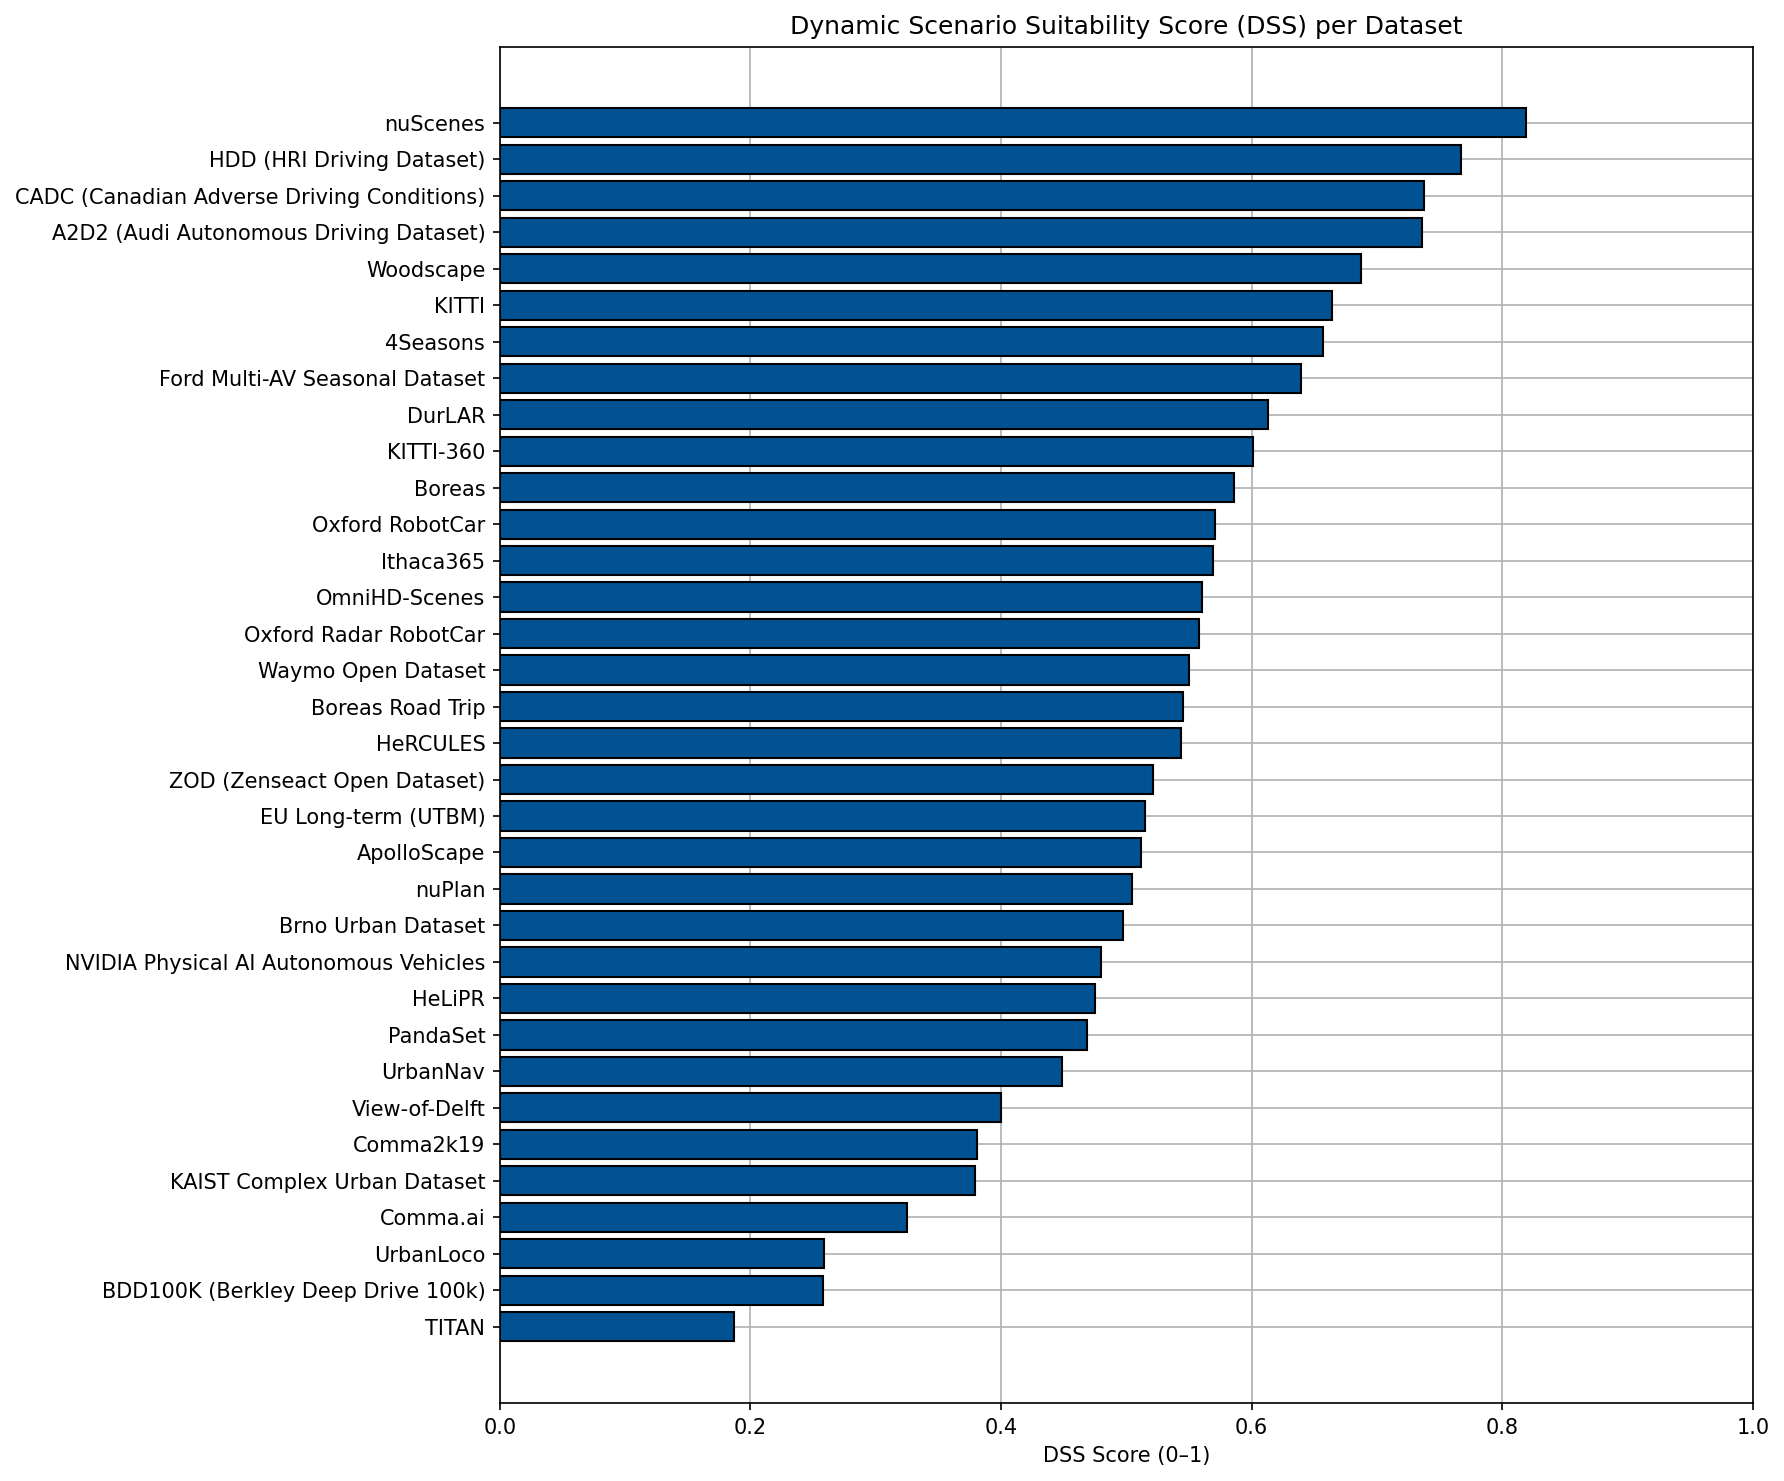 Dynamic Scenario Suitability Score (DSS) per Dataset
nuScenes
HDD (HRI Driving Dataset)
CADC (Canadian Adverse Driving Conditions)
A2D2 (Audi Autonomous Driving Dataset)
Woodscape
KITTI
4Seasons
Ford Multi-AV Seasonal Dataset
DurLAR
KITTI-360
Boreas
Oxford RobotCar
Ithaca365
OmniHD-Scenes
Oxford Radar RobotCar
Waymo Open Dataset
Boreas Road Trip
HeRCULES
ZOD (Zenseact Open Dataset)
EU Long-term (UTBM)
ApolloScape
nuPlan
Brno Urban Dataset
NVIDIA Physical AI Autonomous Vehicles
HeLiPR
PandaSet
UrbanNav
View-of-Delft
Comma2k19
KAIST Complex Urban Dataset
Comma.ai
UrbanLoco
BDD100K (Berkley Deep Drive 100k)
TITAN
0.0 0.2 0.4 0.6 0.8 1.0
DSS Score (0–1)